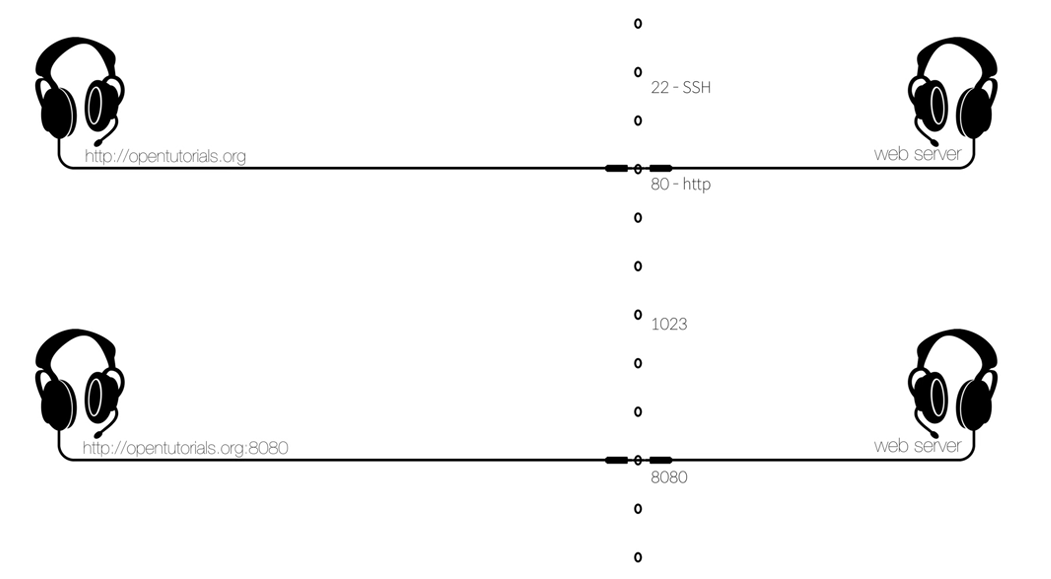 22 - SSH
http://opentutorials.org
web server
80 - http
1023
http://opentutorials.org:8080
web server
8080